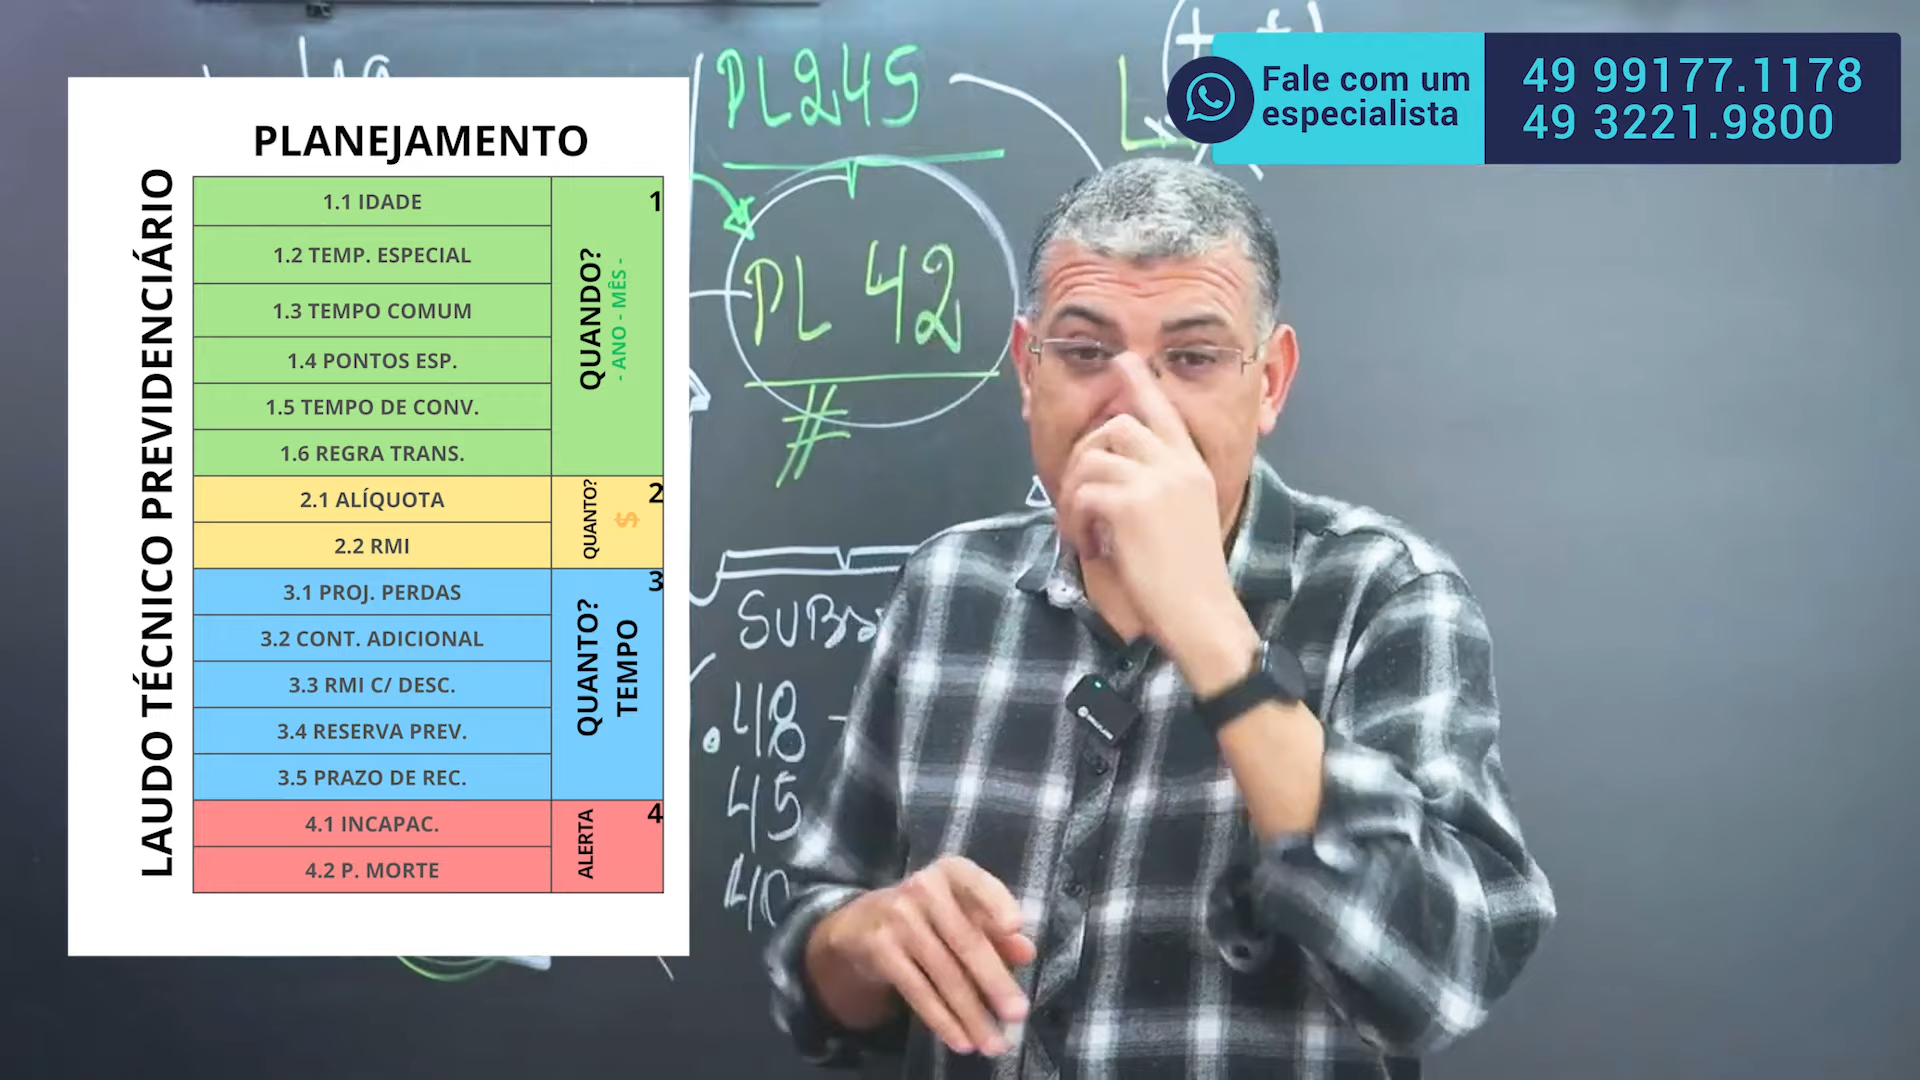 PLANEJAMENTO
LAUDO TÉCNICO PREVIDENCIÁRIO
1.1 IDADE
1.2 TEMP. ESPECIAL
1.3 TEMPO COMUM
1.4 PONTOS ESP.
1.5 TEMPO DE CONV.
1.6 REGRA TRANS.
QUANDO?
- ANO - MÊS -
1
2.1 ALÍQUOTA
2.2 RMI
QUANTO?
$
2
3.1 PROJ. PERDAS
3.2 CONT. ADICIONAL
3.3 RMI C/ DESC.
3.4 RESERVA PREV.
3.5 PRAZO DE REC.
QUANTO?
TEMPO
3
4.1 INCAPAC.
4.2 P. MORTE
ALERTA
4
PL245
PL 42
#
48
45
40
Fale com um
especialista
49 99177.1178
49 3221.9800